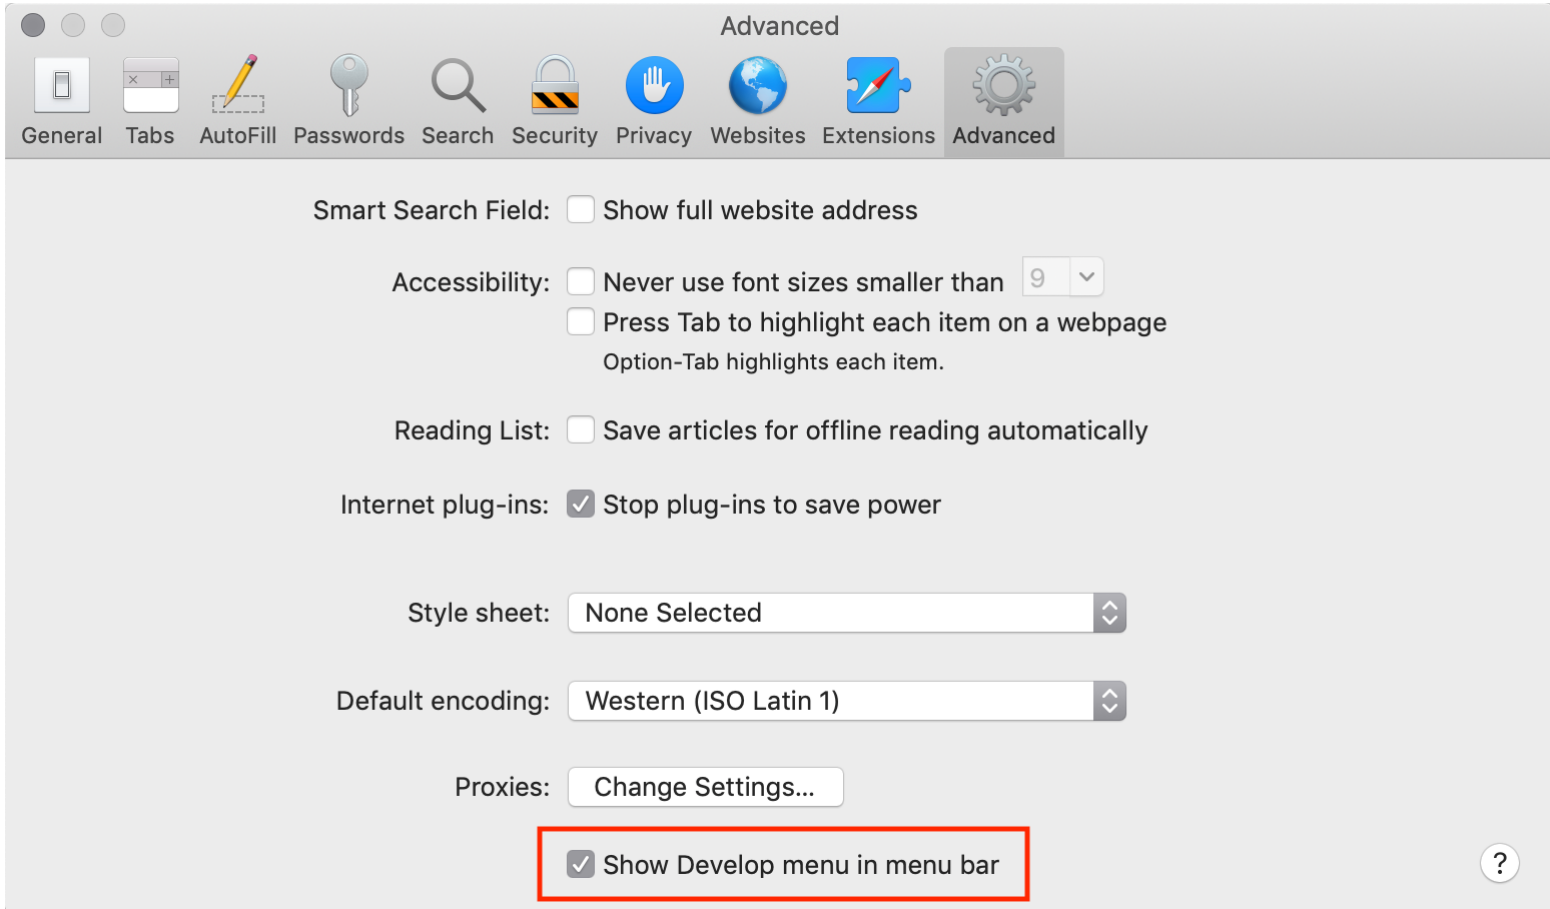 Advanced
General Tabs AutoFill Passwords Search Security Privacy Websites Extensions Advanced
Smart Search Field: Show full website address
Accessibility: Never use font sizes smaller than 9
Press Tab to highlight each item on a webpage
Option-Tab highlights each item.
Reading List: Save articles for offline reading automatically
Internet plug-ins: Stop plug-ins to save power
Style sheet: None Selected
Default encoding: Western (ISO Latin 1)
Proxies: Change Settings...
Show Develop menu in menu bar ?